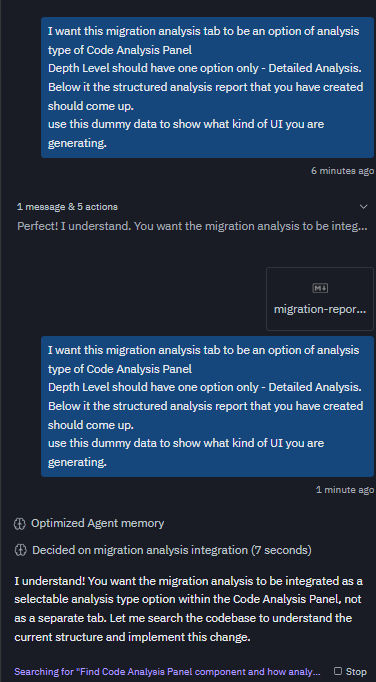 I want this migration analysis tab to be an option of analysis
type of Code Analysis Panel
Depth Level should have one option only - Detailed Analysis.
Below it the structured analysis report that you have created
should come up.
use this dummy data to show what kind of UI you are
generating.
6 minutes ago
1 message & 5 actions
Perfect! I understand. You want the migration analysis to be integ...
M↓
migration-repor...
I want this migration analysis tab to be an option of analysis
type of Code Analysis Panel
Depth Level should have one option only - Detailed Analysis.
Below it the structured analysis report that you have created
should come up.
use this dummy data to show what kind of UI you are
generating.
1 minute ago
Optimized Agent memory
Decided on migration analysis integration (7 seconds)
I understand! You want the migration analysis to be integrated as a
selectable analysis type option within the Code Analysis Panel, not
as a separate tab. Let me search the codebase to understand the
current structure and implement this change.
Searching for "Find Code Analysis Panel component and how analy... Stop